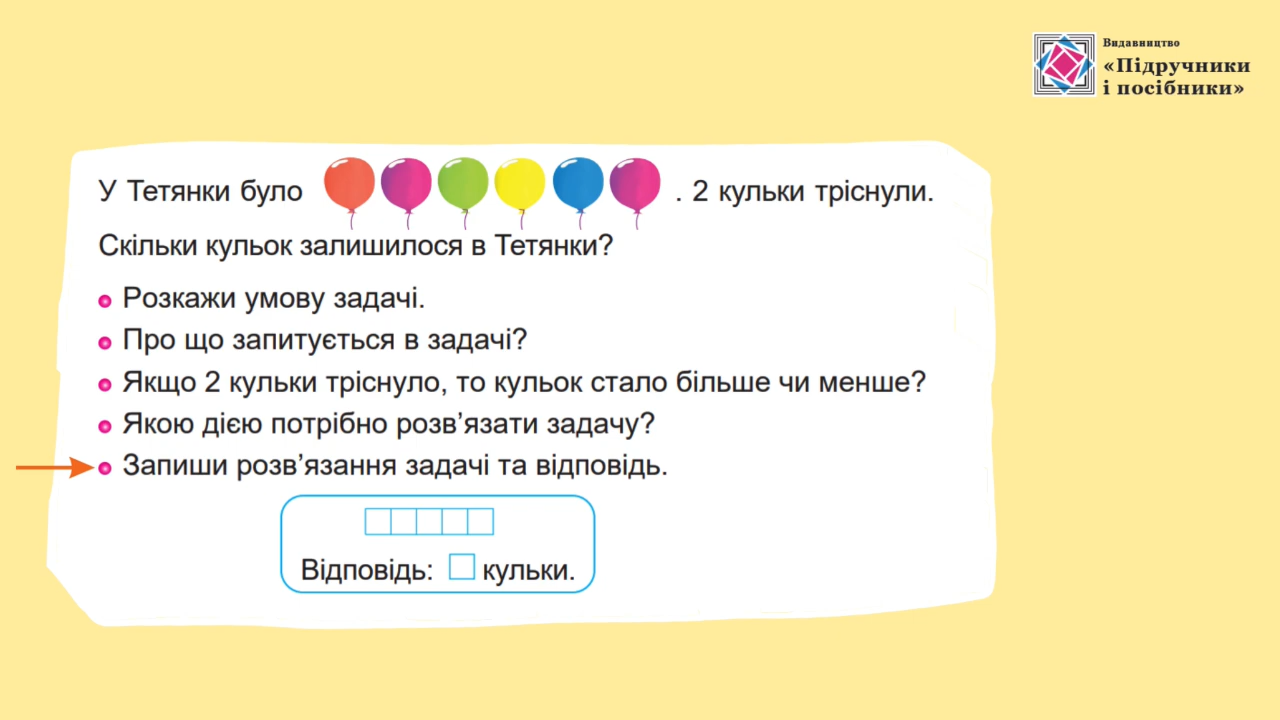 Видавництво
«Підручники
і посібники»
У Тетянки було . 2 кульки тріснули.
Скільки кульок залишилося в Тетянки?
Розкажи умову задачі.
Про що запитується в задачі?
Якщо 2 кульки тріснуло, то кульок стало більше чи менше?
Якою дією потрібно розв’язати задачу?
Запиши розв’язання задачі та відповідь.
Відповідь: кульки.